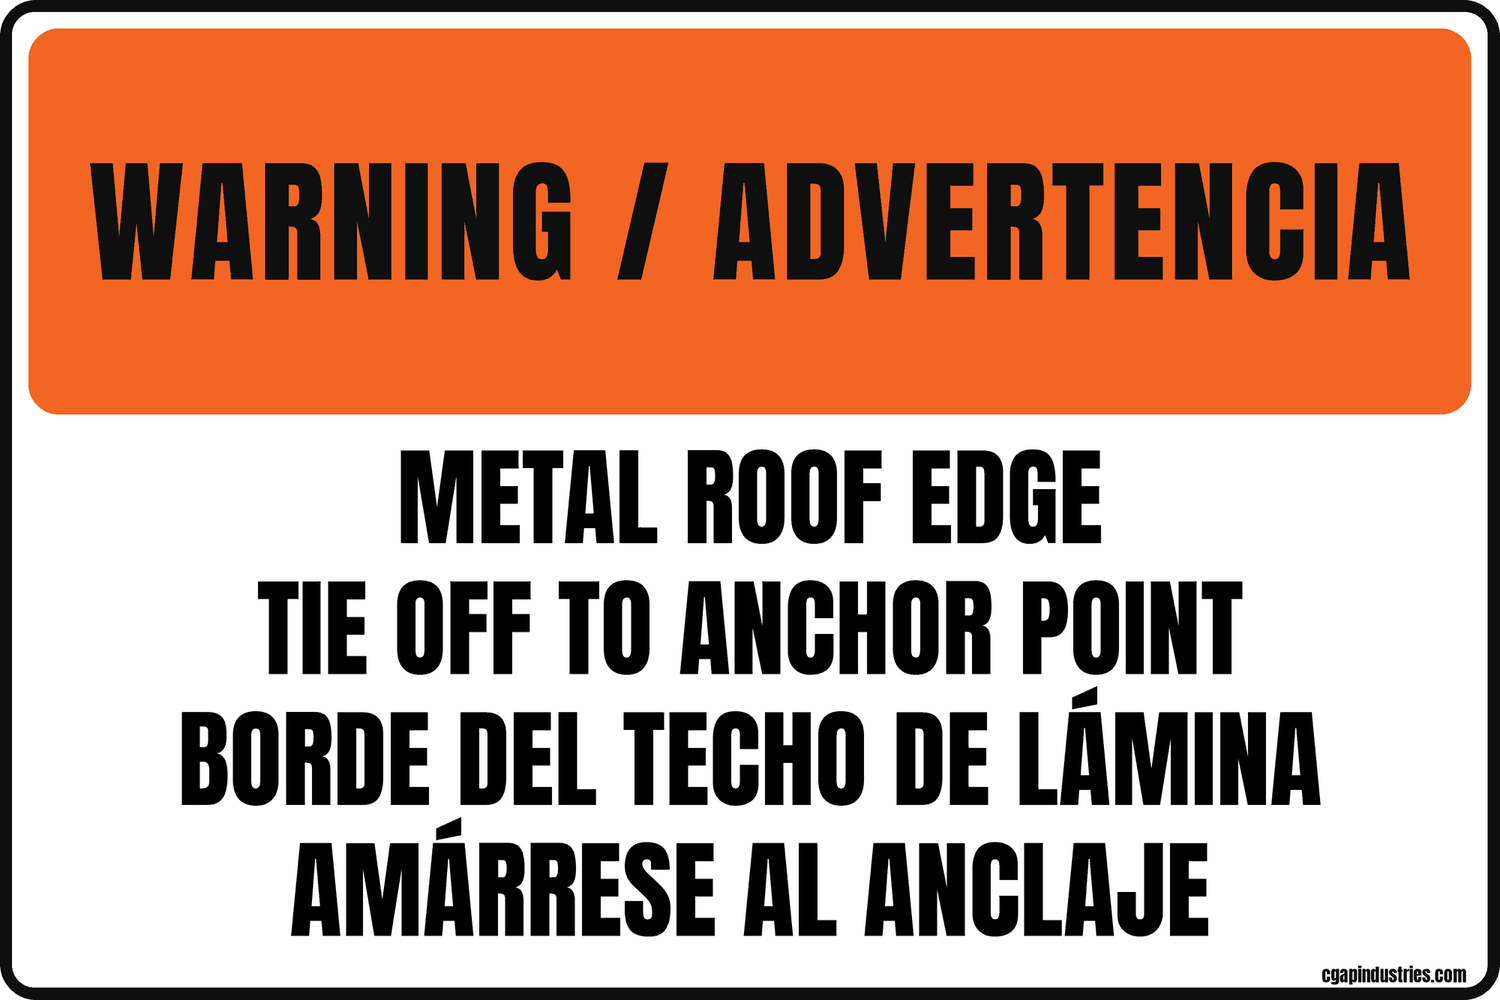 WARNING / ADVERTENCIA
METAL ROOF EDGE
TIE OFF TO ANCHOR POINT
BORDE DEL TECHO DE LÁMINA
AMÁRRESE AL ANCLAJE
cgapindustries.com